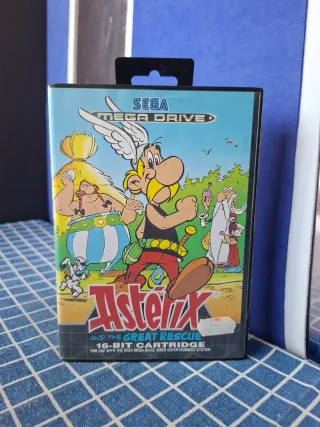 SEGA
MEGA DRIVE
Asterix
AND THE GREAT RESCUE
16-BIT CARTRIDGE
FOR USE WITH THE SEGA MEGA DRIVE VIDEO ENTERTAINMENT SYSTEM